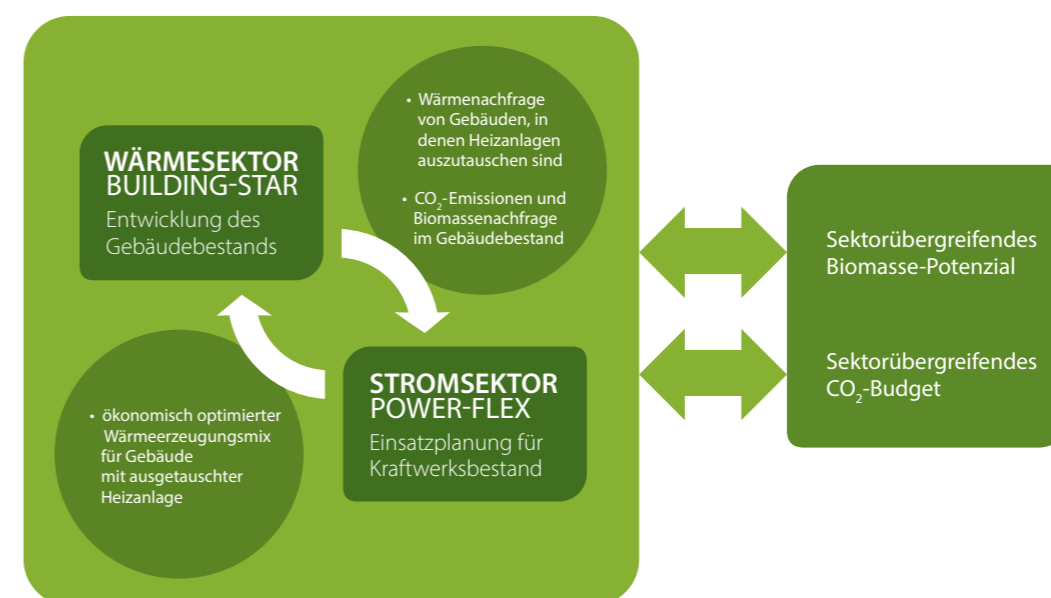 WÄRMESEKTOR
BUILDING-STAR
Entwicklung des
Gebäudebestands
• Wärmenachfrage
von Gebäuden, in
denen Heizanlagen
auszutauschen sind
• CO₂-Emissionen und
Biomassenachfrage
im Gebäudebestand
STROMSEKTOR
POWER-FLEX
Einsatzplanung für
Kraftwerksbestand
• ökonomisch optimierter
Wärmeerzeugungsmix
für Gebäude
mit ausgetauschter
Heizanlage
Sektorübergreifendes
Biomasse-Potenzial
Sektorübergreifendes
CO₂-Budget